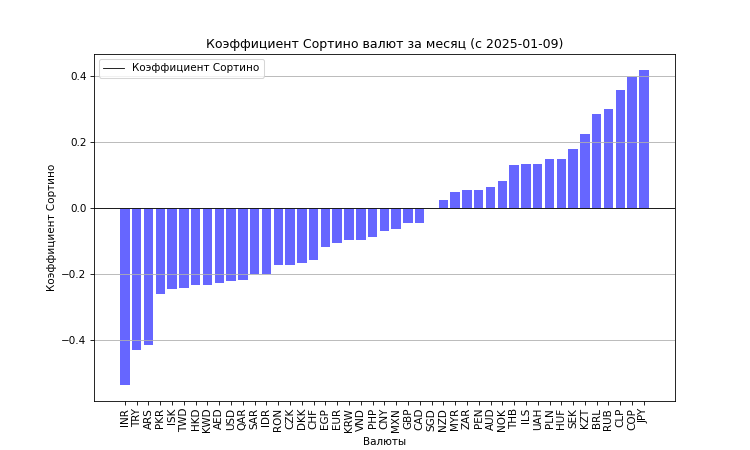 Коэффициент Сортино валют за месяц (с 2025-01-09)
Коэффициент Сортино
Коэффициент Сортино
0.4
0.2
0.0
−0.2
−0.4
INR TRY ARS PKR ISK TWD HKD KWD AED USD QAR SAR IDR RON CZK DKK CHF EGP EUR KRW VND PHP CNY MXN GBP CAD SGD NZD MYR ZAR PEN AUD NOK THB ILS UAH PLN HUF SEK KZT BRL RUB CLP COP JPY
Валюты